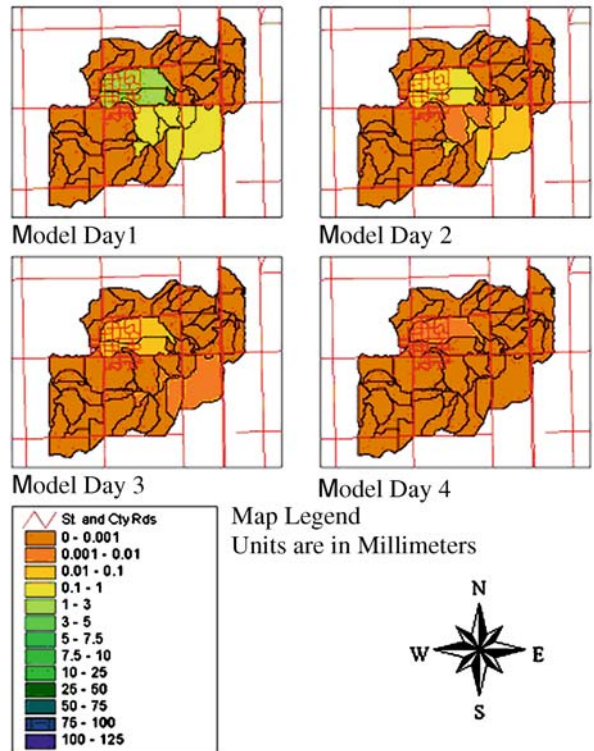 Model Day1
Model Day 2
Model Day 3
Model Day 4
St. and Cty Rds
0 - 0.001
0.001 - 0.01
0.01 - 0.1
0.1 - 1
1 - 3
3 - 5
5 - 7.5
7.5 - 10
10 - 25
25 - 50
50 - 75
75 - 100
100 - 125
Map Legend
Units are in Millimeters
N
W E
S